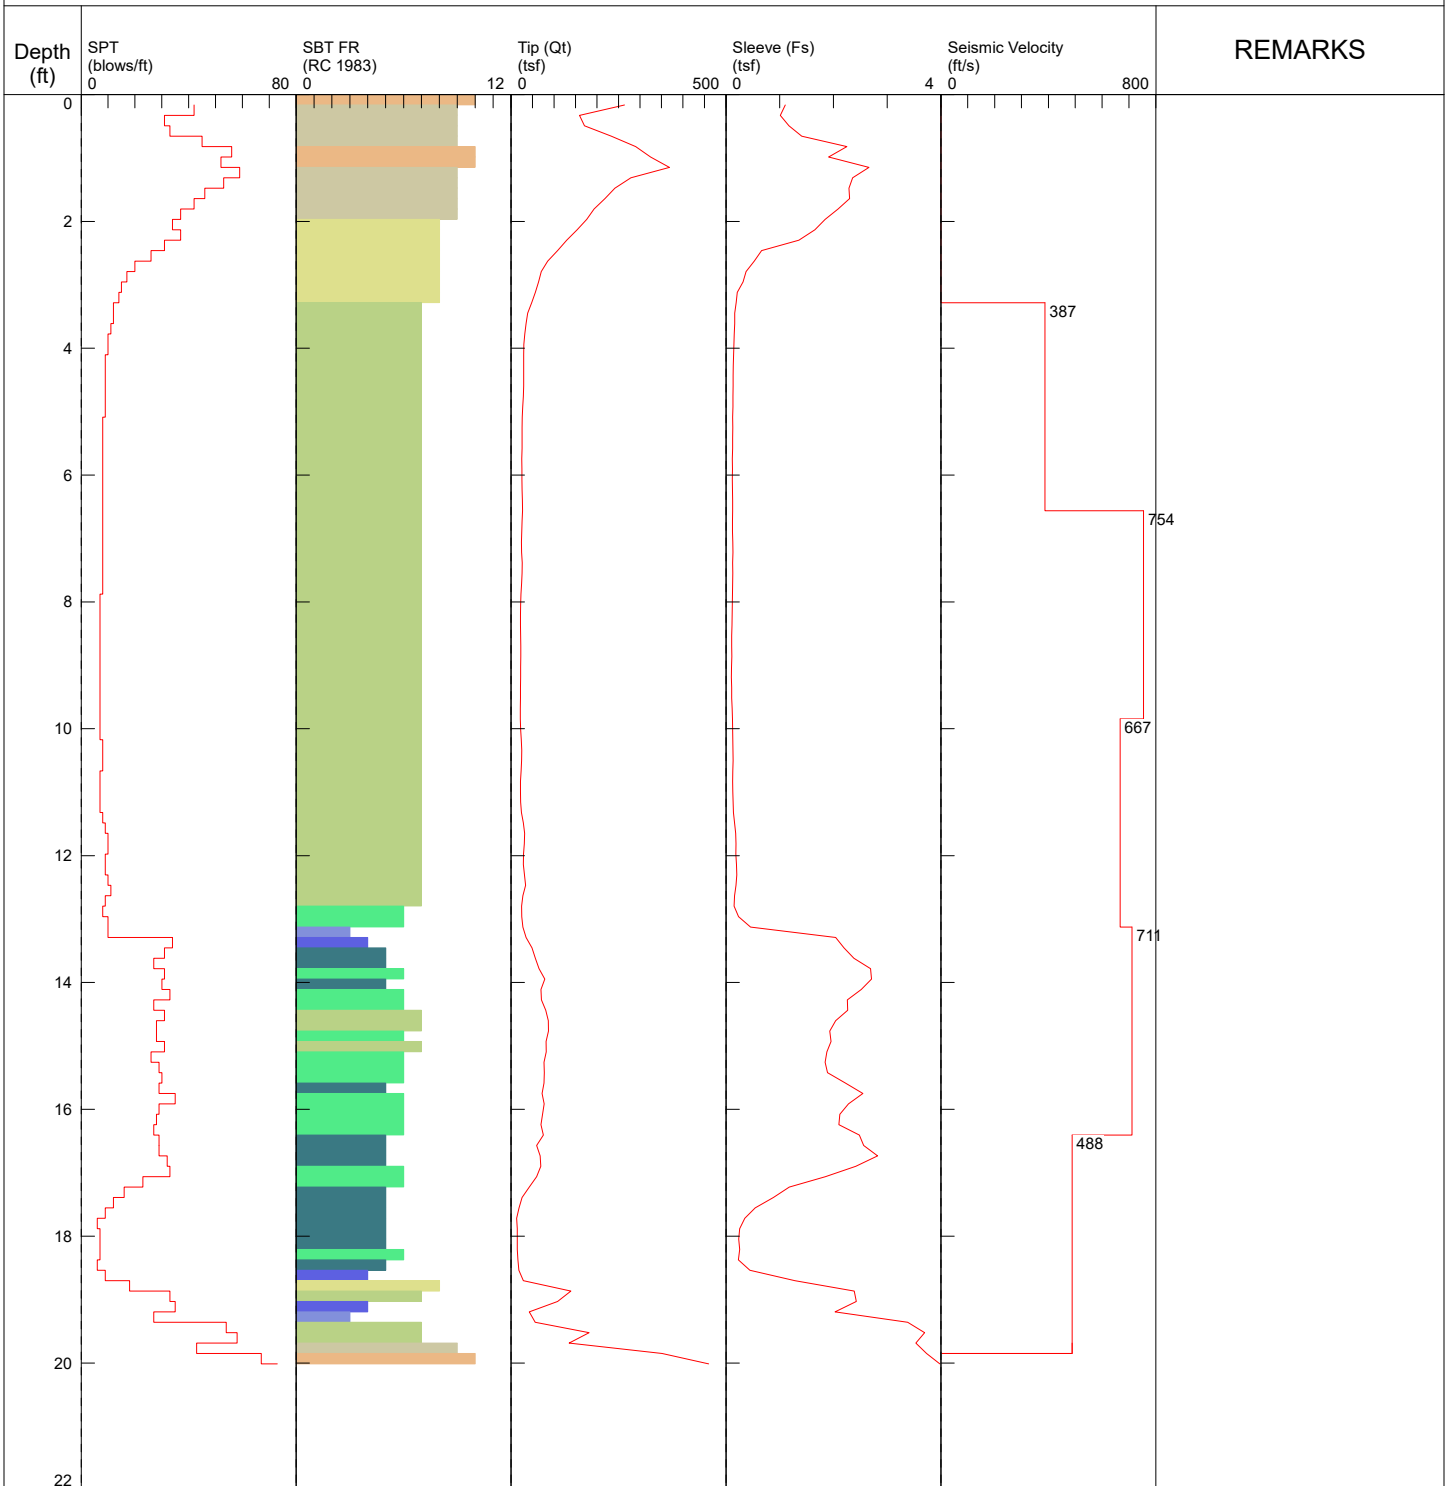 Depth
(ft)
SPT
(blows/ft)
0 80
SBT FR
(RC 1983)
0 12
Tip (Qt)
(tsf)
500
Sleeve (Fs)
(tsf)
0 4
Seismic Velocity
(ft/s)
0 800
REMARKS
0
2
387
4
6
754
8
667
10
12
711
14
16
488
18
20
22